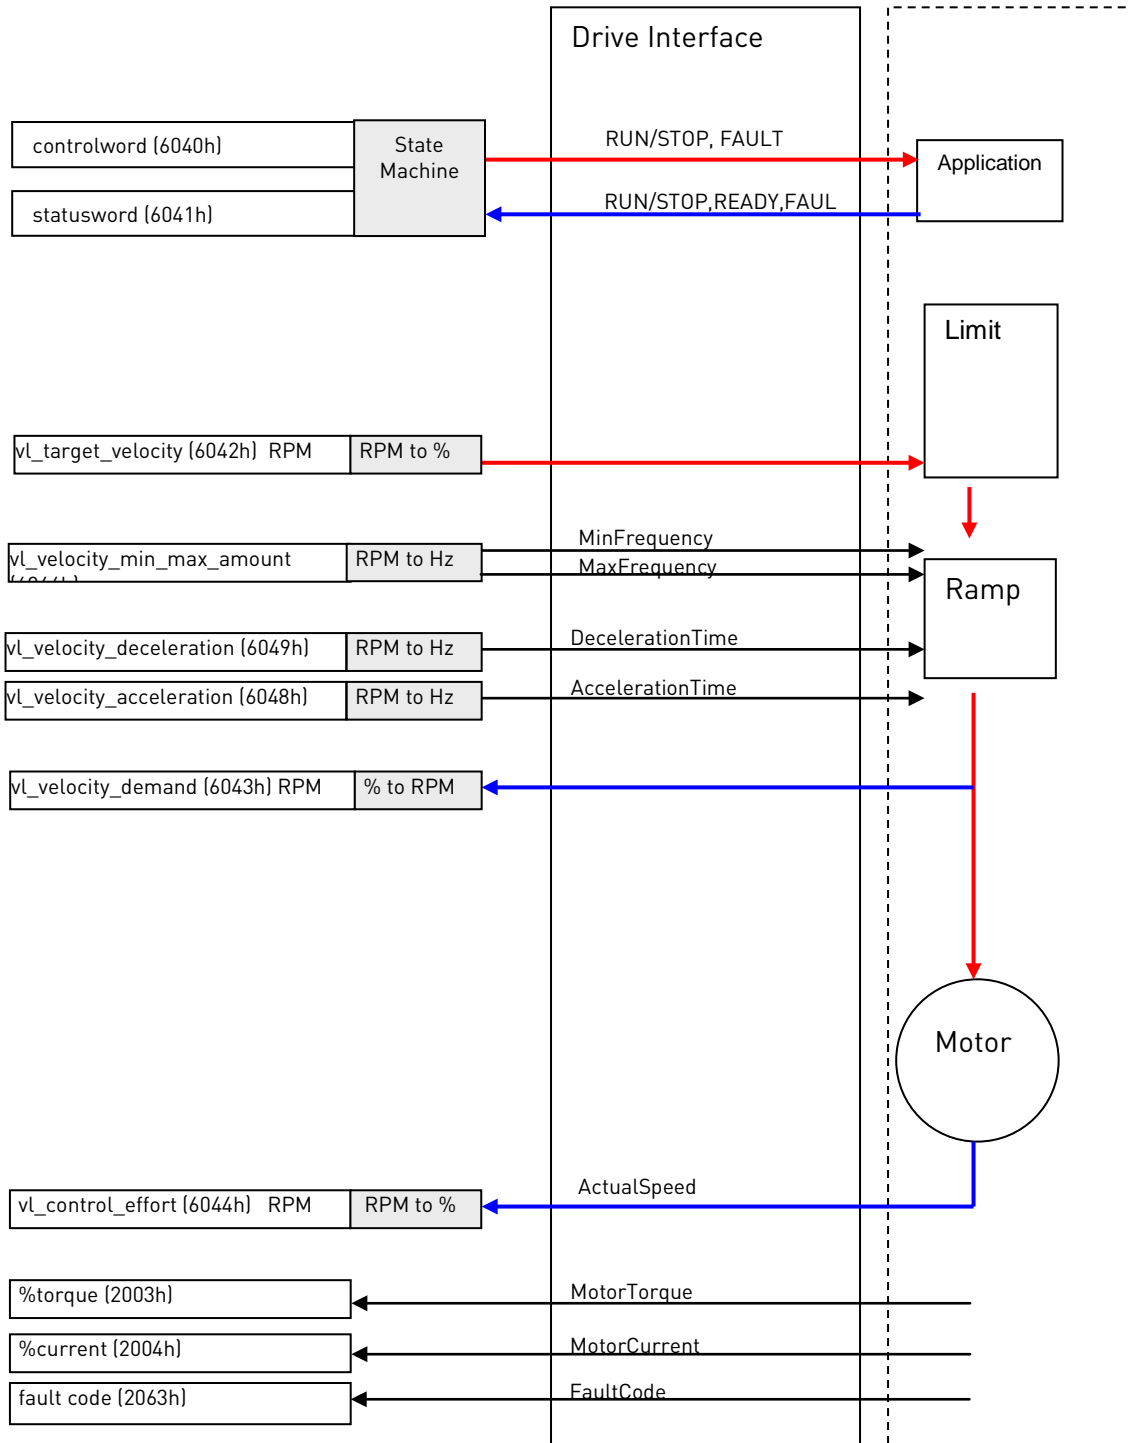 Drive Interface
controlword (6040h)
State
Machine
RUN/STOP, FAULT
Application
statusword (6041h)
RUN/STOP,READY,FAUL
Limit
vl_target_velocity (6042h) RPM
RPM to %
MinFrequency
vl_velocity_min_max_amount
RPM to Hz
MaxFrequency
Ramp
vl_velocity_deceleration (6049h)
RPM to Hz
DecelerationTime
vl_velocity_acceleration (6048h)
RPM to Hz
AccelerationTime
vl_velocity_demand (6043h) RPM
% to RPM
Motor
vl_control_effort (6044h) RPM
RPM to %
ActualSpeed
%torque (2003h)
MotorTorque
%current (2004h)
MotorCurrent
fault code (2063h)
FaultCode